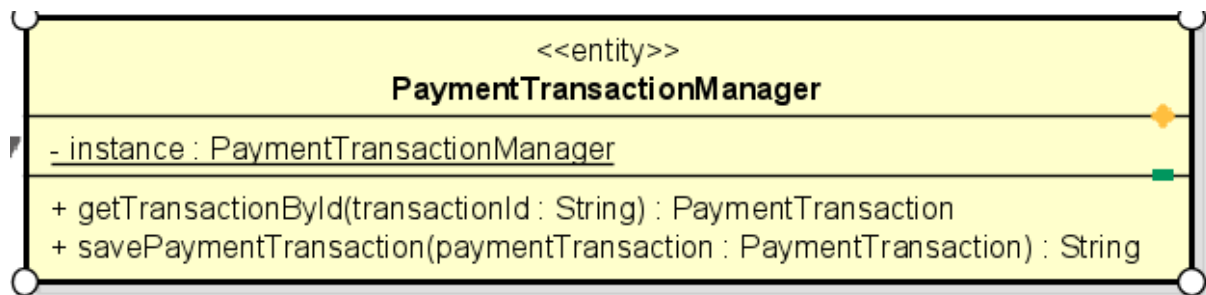 <<entity>>
PaymentTransactionManager
- instance : PaymentTransactionManager
+ getTransactionById(transactionId : String) : PaymentTransaction
+ savePaymentTransaction(paymentTransaction : PaymentTransaction) : String